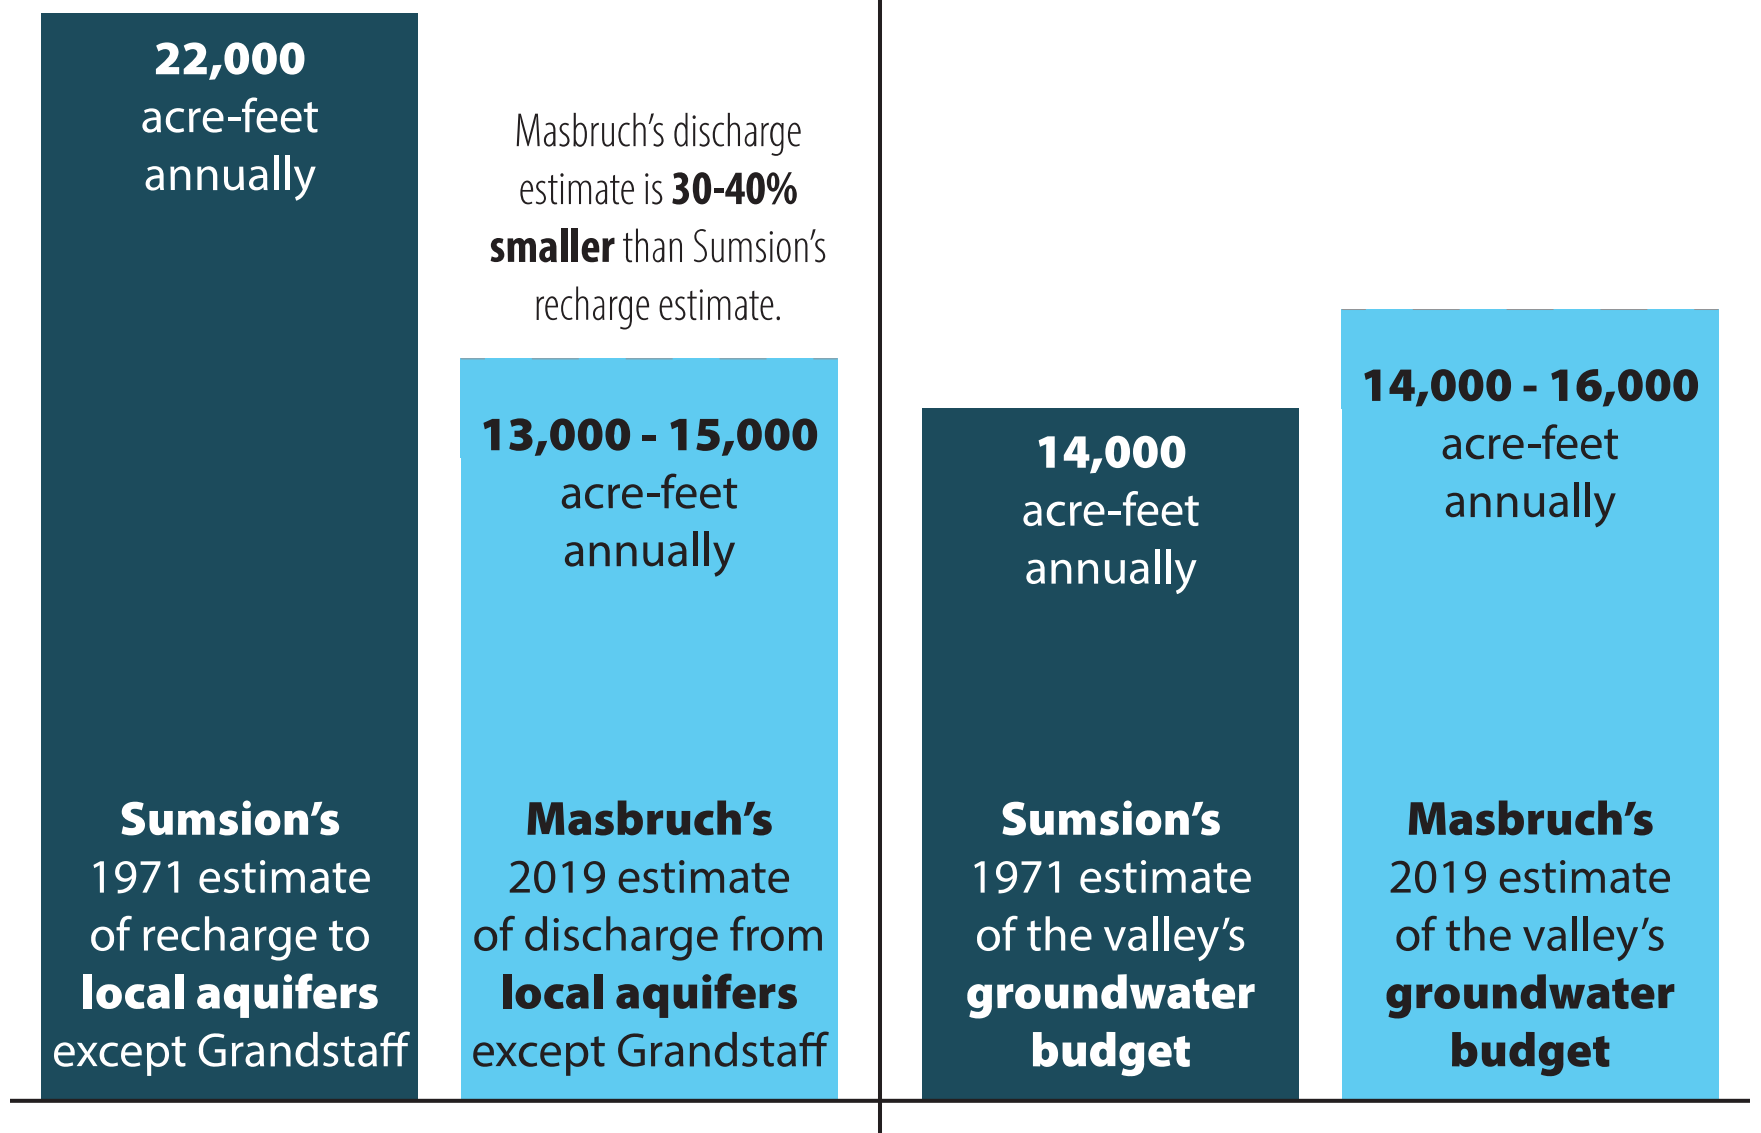 22,000
acre-feet
annually
Sumsion’s
1971 estimate
of recharge to
local aquifers
except Grandstaff
Masbruch’s discharge
estimate is 30-40%
smaller than Sumsion’s
recharge estimate.
13,000 - 15,000
acre-feet
annually
Masbruch’s
2019 estimate
of discharge from
local aquifers
except Grandstaff
14,000
acre-feet
annually
Sumsion’s
1971 estimate
of the valley’s
groundwater
budget
14,000 - 16,000
acre-feet
annually
Masbruch’s
2019 estimate
of the valley’s
groundwater
budget